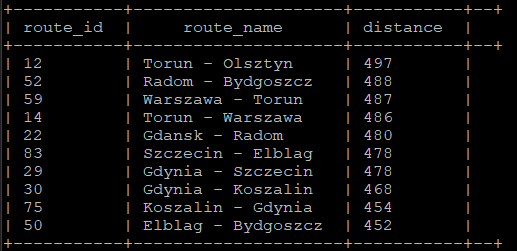 +-----------+---------------------+-----------+--+
| route_id | route_name | distance |
+-----------+---------------------+-----------+--+
| 12 | Torun - Olsztyn | 497
| 52 | Radom - Bydgoszcz | 488
| 59 | Warszawa - Torun | 487
| 14 | Torun - Warszawa | 486
| 22 | Gdansk - Radom | 480
| 83 | Szczecin - Elblag | 478
| 29 | Gdynia - Szczecin | 478
| 30 | Gdynia - Koszalin | 468
| 75 | Koszalin - Gdynia | 454
| 50 | Elblag - Bydgoszcz | 452
+-----------+---------------------+-----------+--+